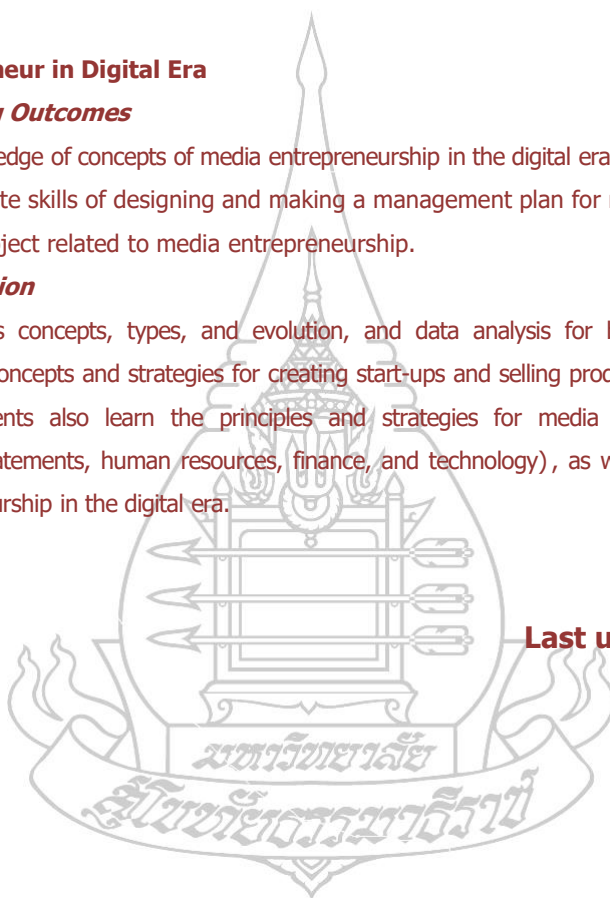 neur in Digital Era
g Outcomes
edge of concepts of media entrepreneurship in the digital era
te skills of designing and making a management plan for
ject related to media entrepreneurship.
ion
s concepts, types, and evolution, and data analysis for
oncepts and strategies for creating start-ups and selling prod
ents also learn the principles and strategies for media
atements, human resources, finance, and technology), as w
urship in the digital era.
Last u
มหาวิทยาลัย
สุโขทัยธรรมาธิราช